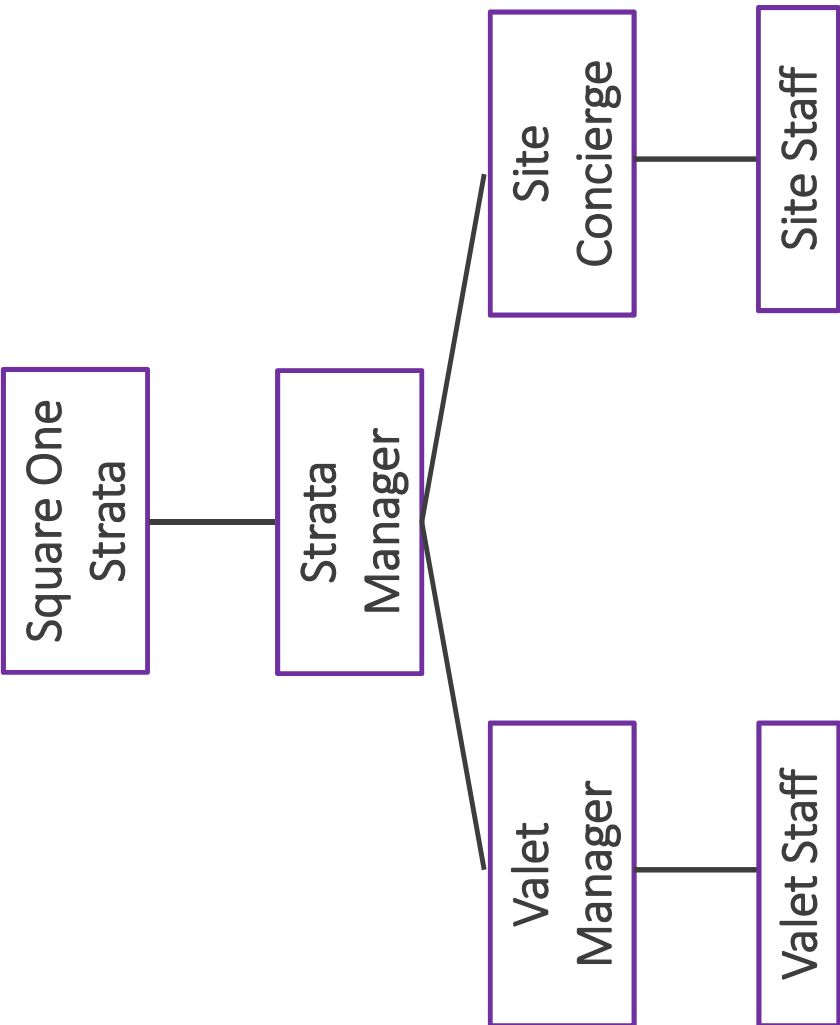 Square One
Strata
Strata
Manager
Valet
Manager
Site
Concierge
Valet Staff
Site Staff